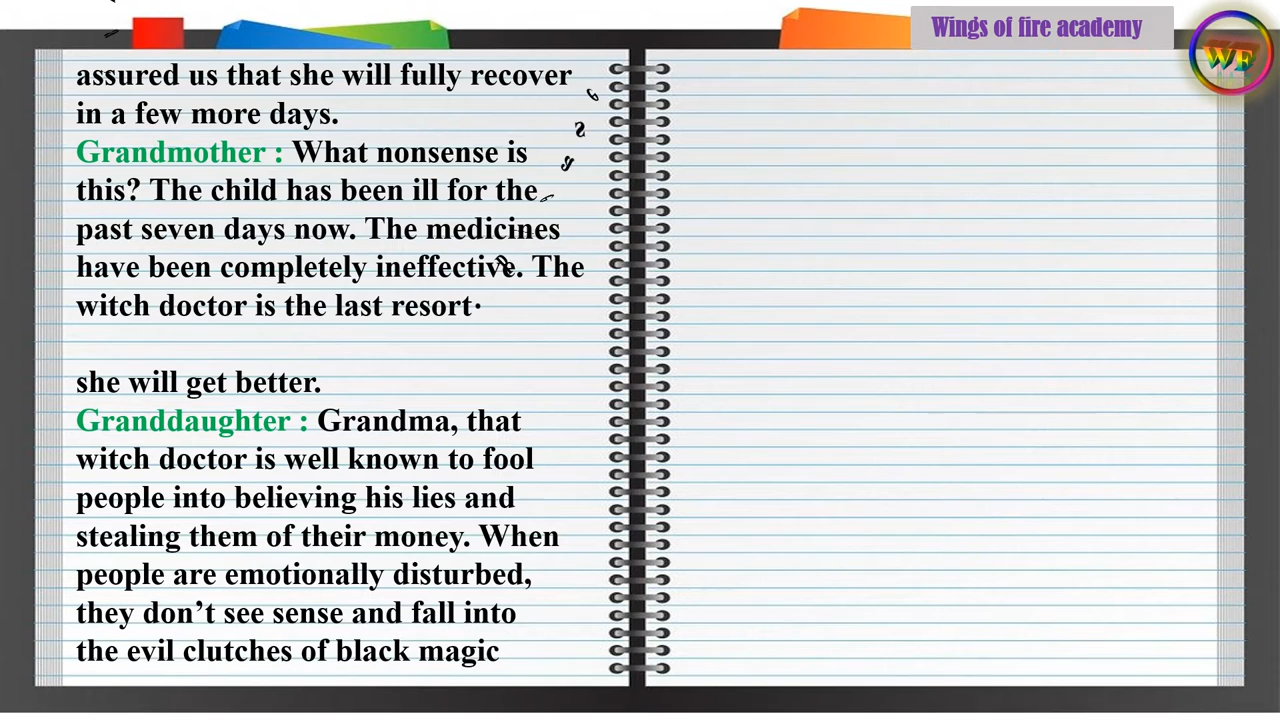 Wings of fire academy
WF
assured us that she will fully recover
in a few more days.
Grandmother : What nonsense is
this? The child has been ill for the
past seven days now. The medicines
have been completely ineffective. The
witch doctor is the last resort.
she will get better.
Granddaughter : Grandma, that
witch doctor is well known to fool
people into believing his lies and
stealing them of their money. When
people are emotionally disturbed,
they don’t see sense and fall into
the evil clutches of black magic